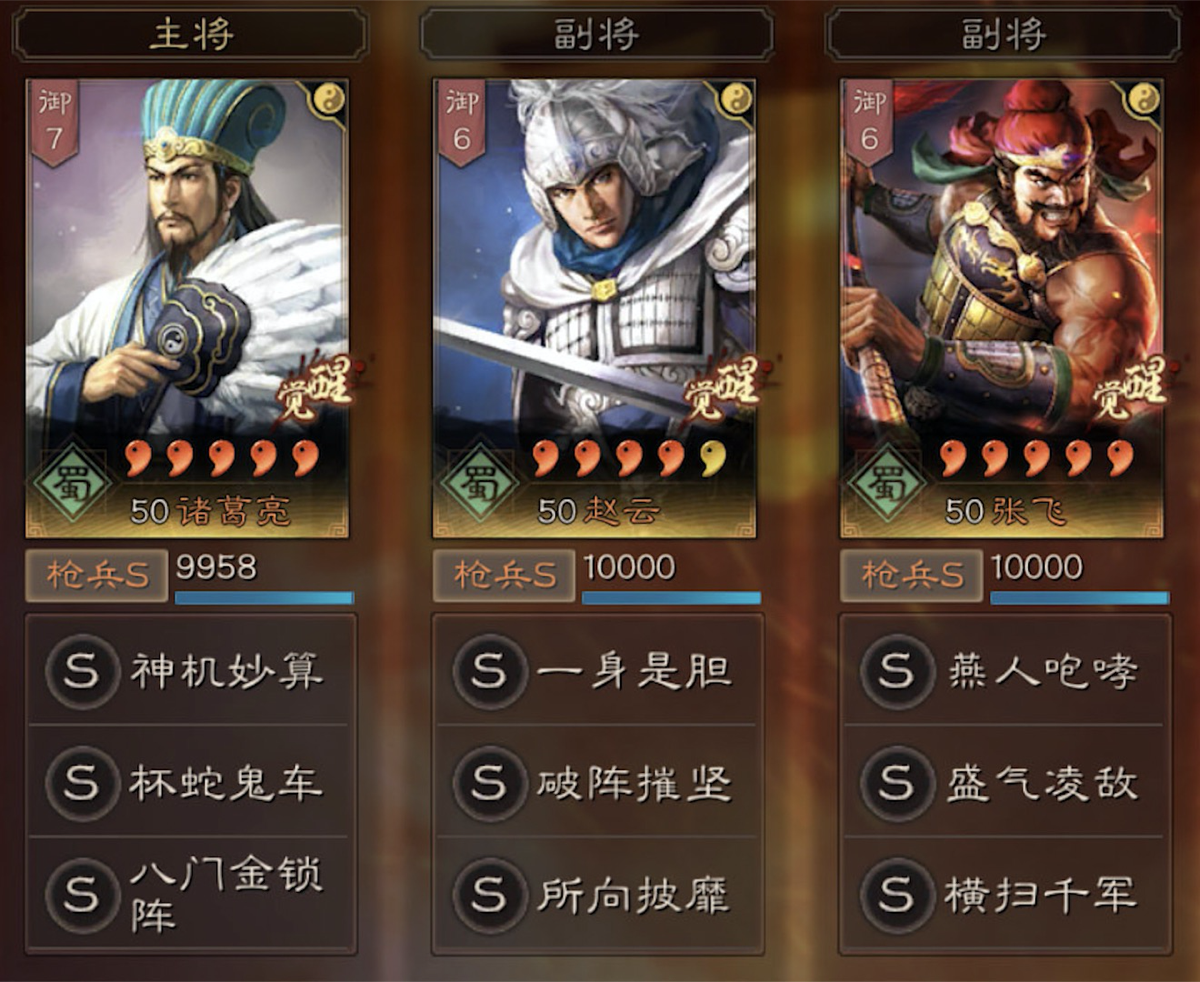 主将
御
7
觉醒
蜀
50 诸葛亮
枪兵S
9958
S 神机妙算
S 杯蛇鬼车
S 八门金锁
阵
副将
御
6
觉醒
蜀
50 赵云
枪兵S
10000
S 一身是胆
S 破阵摧坚
S 所向披靡
副将
御
6
觉醒
蜀
50 张飞
枪兵S
10000
S 燕人咆哮
S 盛气凌敌
S 横扫千军